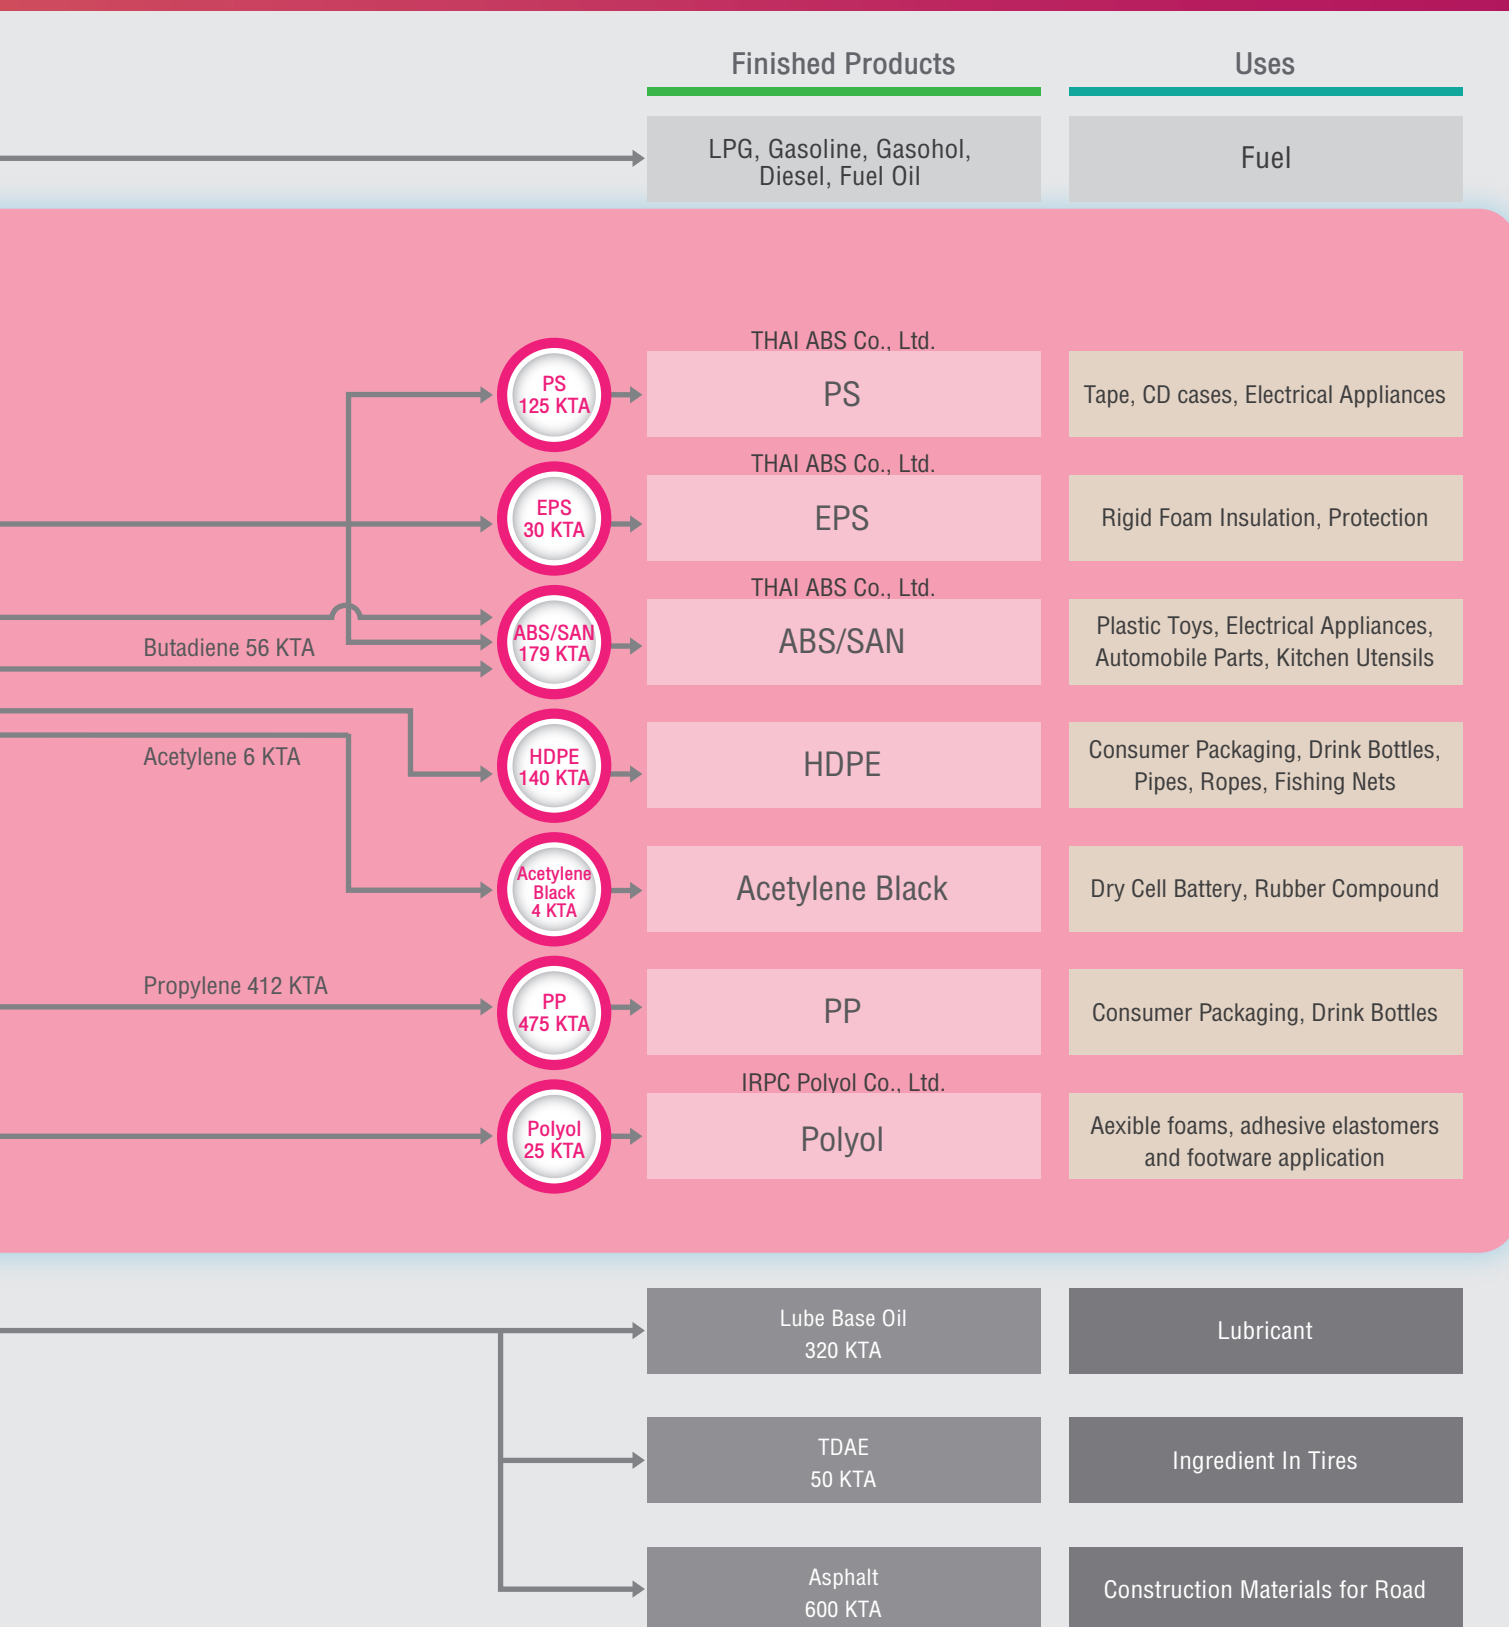 Finished Products
Uses
LPG, Gasoline, Gasohol,
Diesel, Fuel Oil
Fuel
THAI ABS Co., Ltd.
PS
125 KTA
PS
Tape, CD cases, Electrical Appliances
THAI ABS Co., Ltd.
EPS
30 KTA
EPS
Rigid Foam Insulation, Protection
THAI ABS Co., Ltd.
Butadiene 56 KTA
ABS/SAN
179 KTA
ABS/SAN
Plastic Toys, Electrical Appliances,
Automobile Parts, Kitchen Utensils
Acetylene 6 KTA
HDPE
140 KTA
HDPE
Consumer Packaging, Drink Bottles,
Pipes, Ropes, Fishing Nets
Acetylene
Black
4 KTA
Acetylene Black
Dry Cell Battery, Rubber Compound
Propylene 412 KTA
PP
475 KTA
PP
Consumer Packaging, Drink Bottles
IRPC Polyol Co., Ltd.
Polyol
25 KTA
Polyol
Aexible foams, adhesive elastomers
and footware application
Lube Base Oil
320 KTA
Lubricant
TDAE
50 KTA
Ingredient In Tires
Asphalt
600 KTA
Construction Materials for Road